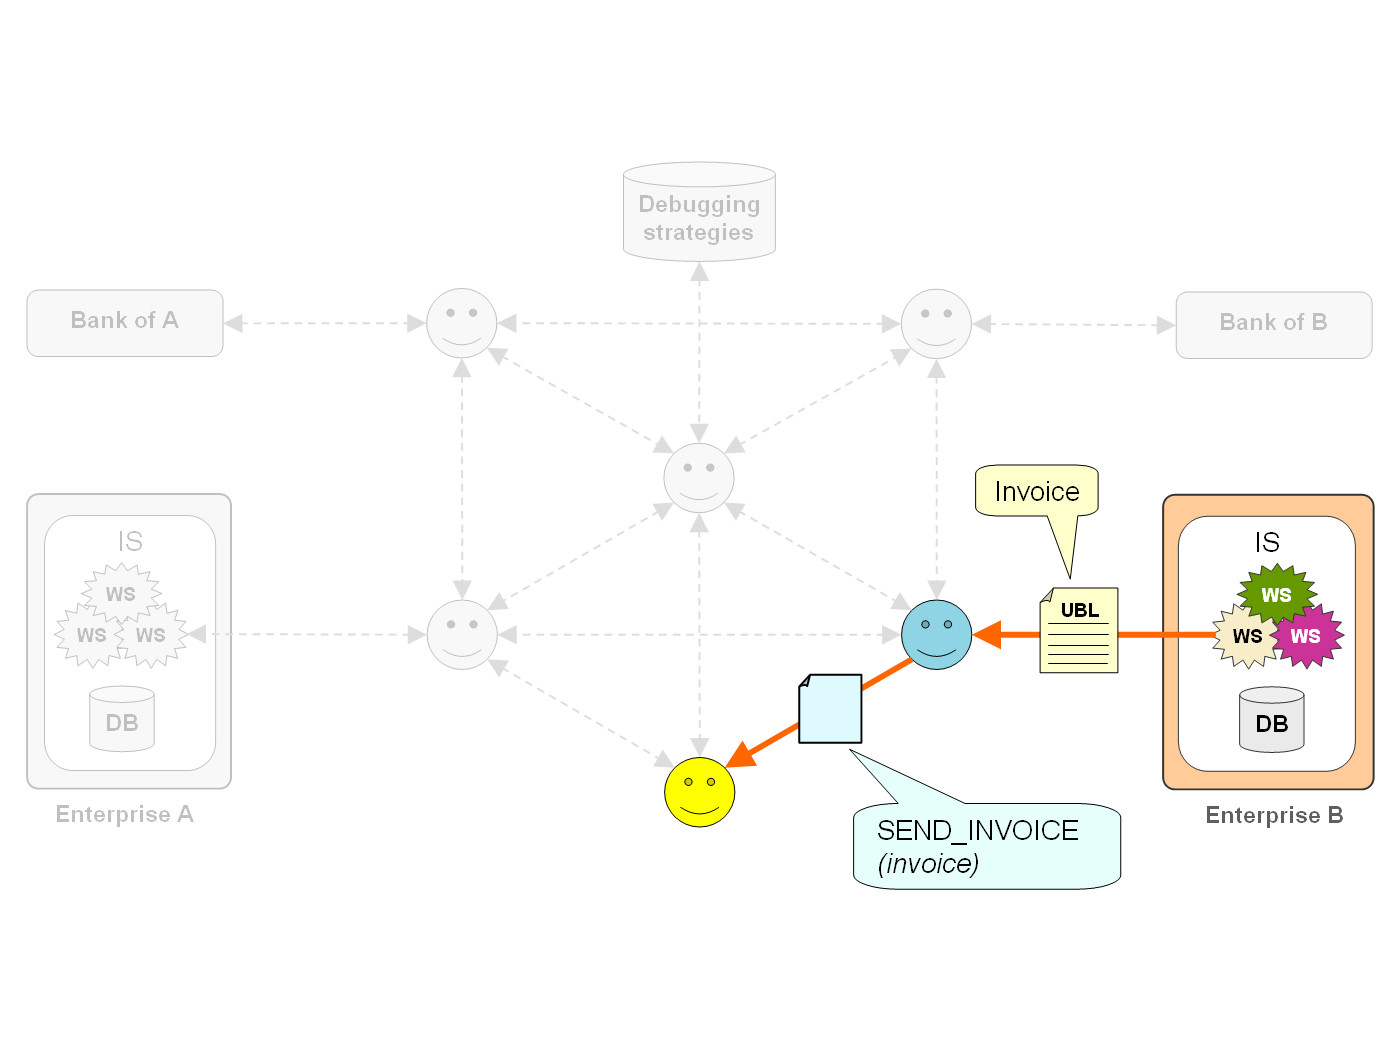 Debugging
strategies
Bank of A
Bank of B
Invoice
IS
WS
WS
WS
DB
Enterprise A
UBL
IS
WS
WS
WS
DB
Enterprise B
SEND_INVOICE
(invoice)